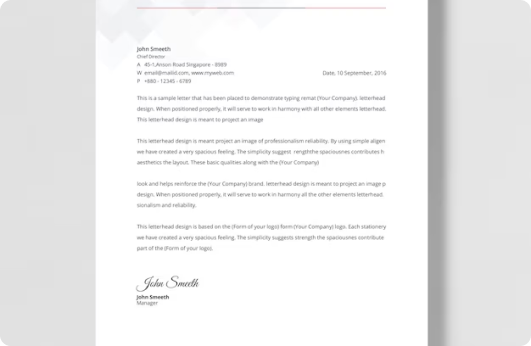 John Smeeth
Chief Director
A 45-1,Anson Road Singapore - 8989
W email@mailid.com, www.myweb.com
Date, 10 September, 2016
P +880 - 12345 - 6789
This is a sample letter that has been placed to demonstrate typing remat (Your Company). letterhead
design. When positioned properly, it will serve to work in harmony with all other elements letterhead.
This letterhead design is meant to project an image
This letterhead design is meant project an image of professionalism reliability. By using simple alignn
we have created a very spacious feeling. The simplicity suggest rengththe spaciousnes contributes h
aesthetics the layout. These basic qualities along with the (Your Company)
look and helps reinforce the (Your Company) brand. letterhead design is meant to project an image p
design. When positioned properly, it will serve to work in harmony all the other elements letterhead.
sionalism and reliability.
This letterhead design is based on the (Form of your logo) form (Your Company) logo. Each stationery
we have created a very spacious feeling. The simplicity suggests strength the spaciousnes contribute
part of the (Form of your logo).
John Smeeth
John Smeeth
Manager